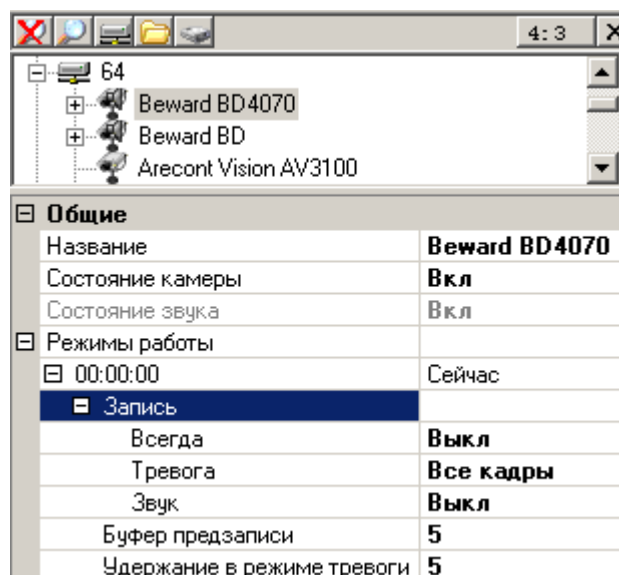 4:3
64
Beward BD4070
Beward BD
Arecont Vision AV3100
Общие
Название Beward BD4070
Состояние камеры Вкл
Состояние звука Вкл
Режимы работы
00:00:00 Сейчас
Запись
Всегда Выкл
Тревога Все кадры
Звук Выкл
Буфер предзаписи 5
Удержание в режиме тревоги 5